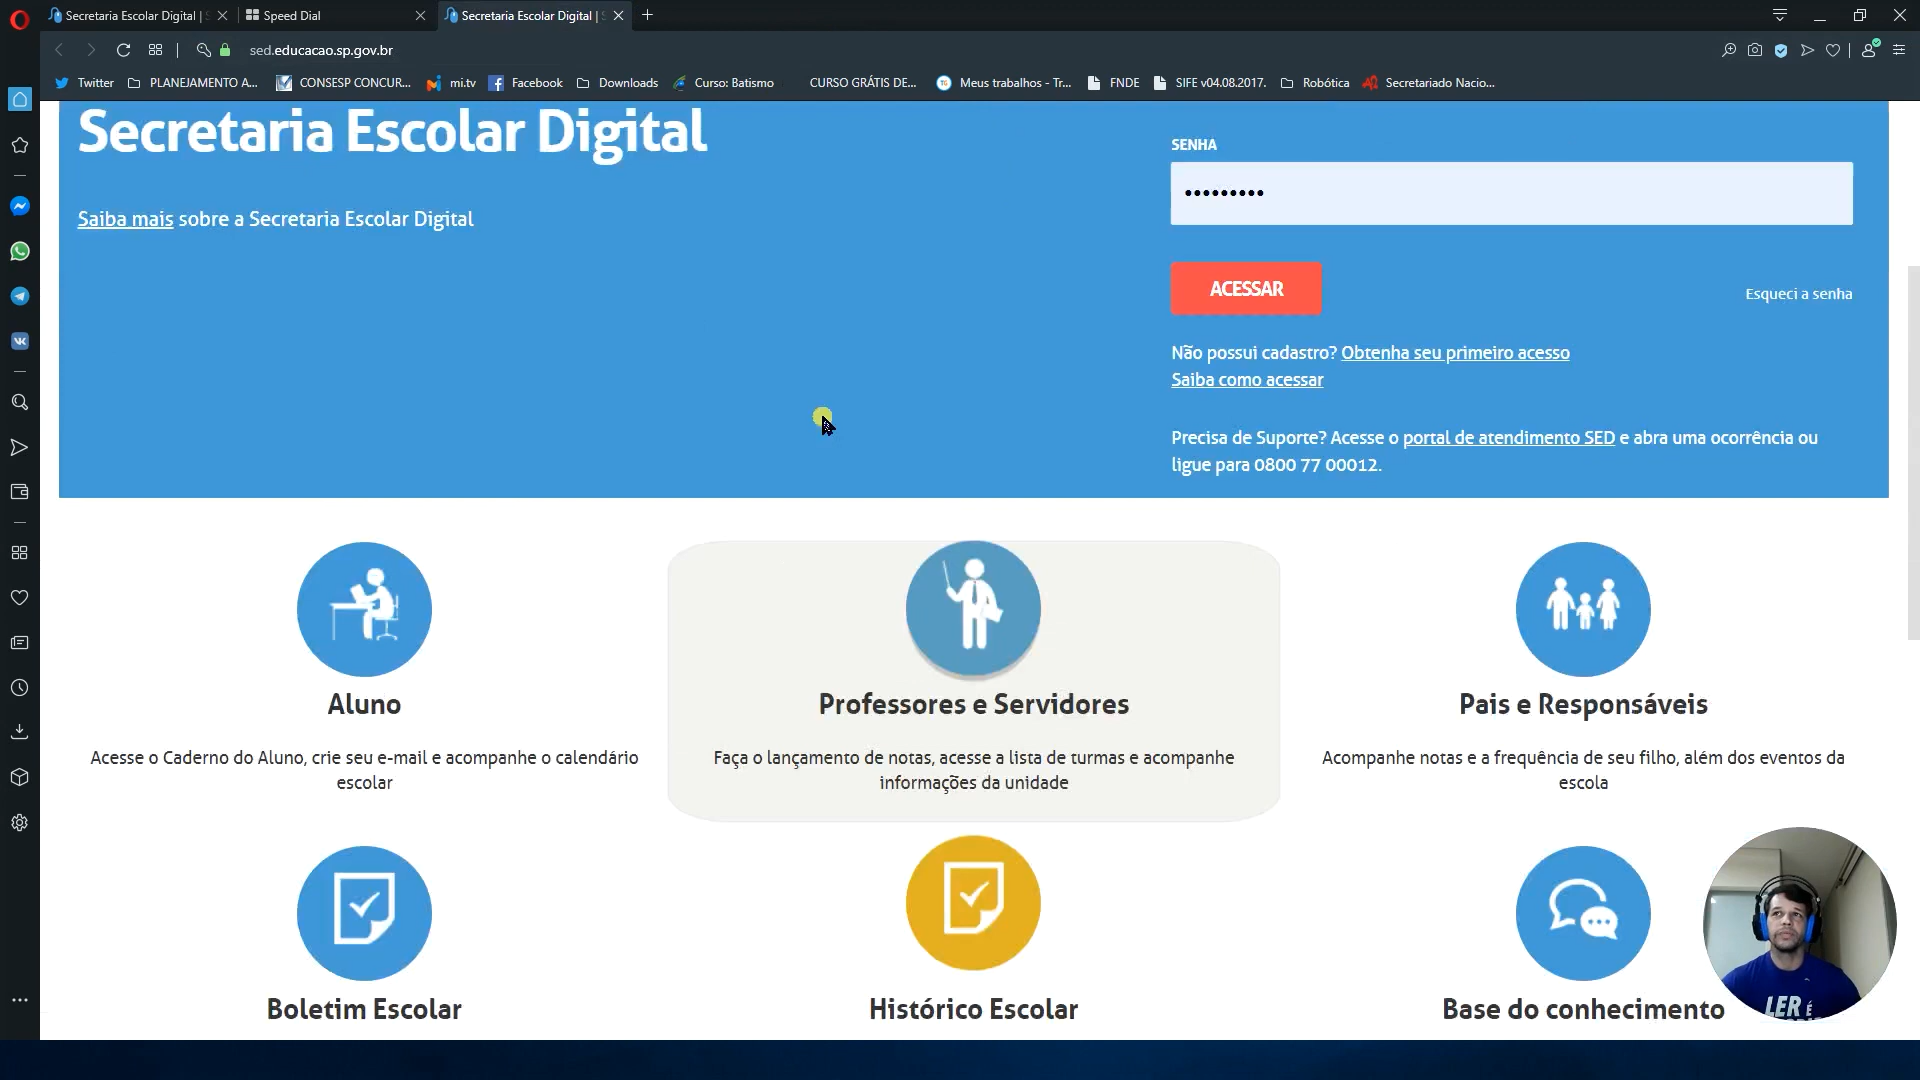 Secretaria Escolar Digital |
Speed Dial
Secretaria Escolar Digital |
sed.educacao.sp.gov.br
Twitter
PLANEJAMENTO A...
CONSESP CONCUR...
mi.tv
Facebook
Downloads
Curso: Batismo
CURSO GRÁTIS DE...
Meus trabalhos - Tr...
FNDE
SIFE v04.08.2017.
Robótica
Secretariado Nacio...
Secretaria Escolar Digital
Saiba mais sobre a Secretaria Escolar Digital
SENHA
ACESSAR
Esqueci a senha
Não possui cadastro? Obtenha seu primeiro acesso
Saiba como acessar
Precisa de Suporte? Acesse o portal de atendimento SED e abra uma ocorrência ou
ligue para 0800 77 00012.
Aluno
Acesse o Caderno do Aluno, crie seu e-mail e acompanhe o calendário
escolar
Professores e Servidores
Faça o lançamento de notas, acesse a lista de turmas e acompanhe
informações da unidade
Pais e Responsáveis
Acompanhe notas e a frequência de seu filho, além dos eventos da
escola
Boletim Escolar
Histórico Escolar
Base do conhecimento
LER É